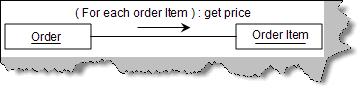 ( For each order Item ) : get price
Order
Order Item